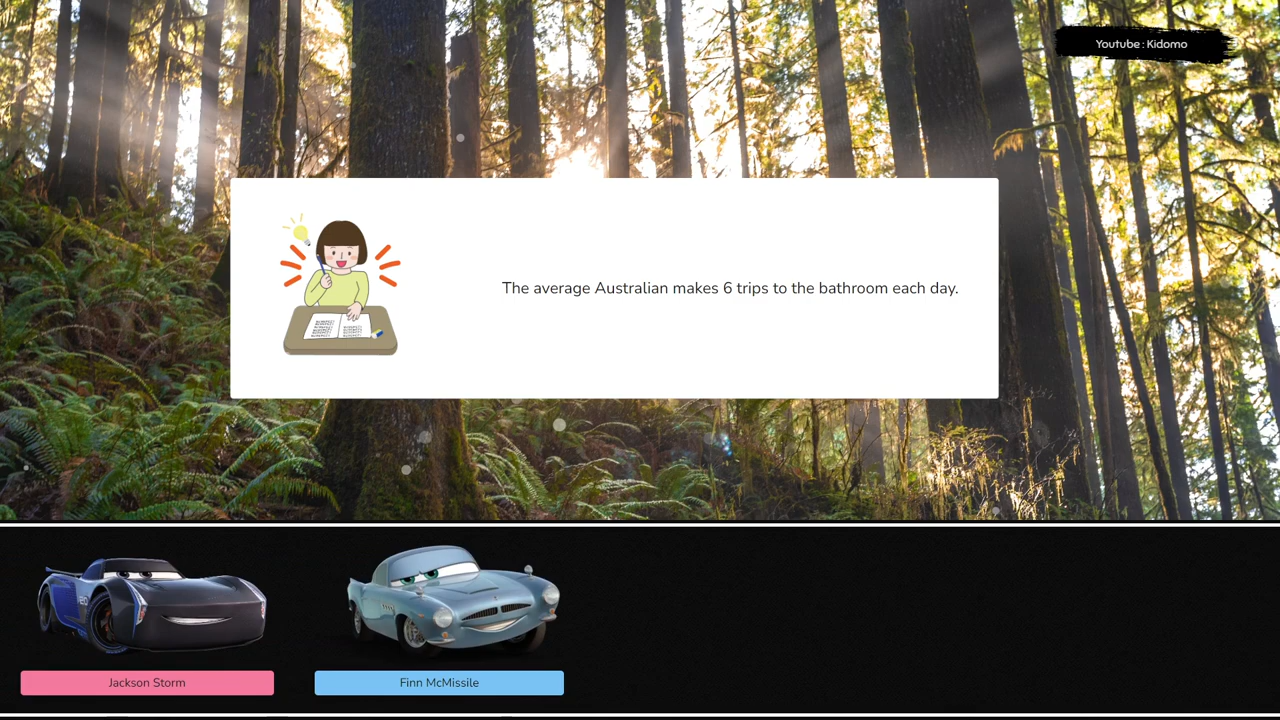 Youtube : Kidomo
The average Australian makes 6 trips to the bathroom each day.
Jackson Storm
Finn McMissile